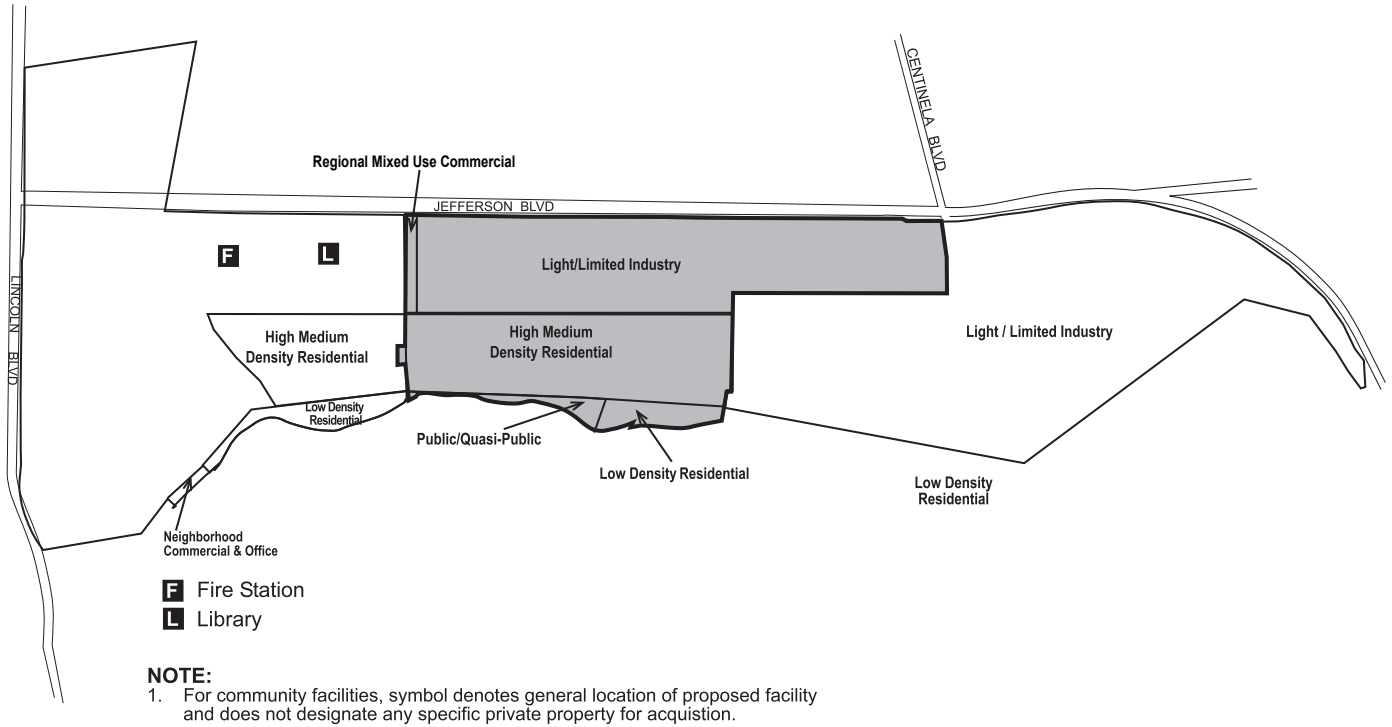 CENTINELA BLVD
Regional Mixed Use Commercial
JEFFERSON BLVD
F
L
Light/Limited Industry
LINCOLN BLVD
High Medium
Density Residential
High Medium
Density Residential
Light / Limited Industry
Low Density
Residential
Public/Quasi-Public
Low Density Residential
Low Density
Residential
Neighborhood
Commercial & Office
F Fire Station
L Library
NOTE:
1. For community facilities, symbol denotes general location of proposed facility
and does not designate any specific private property for acquistion.